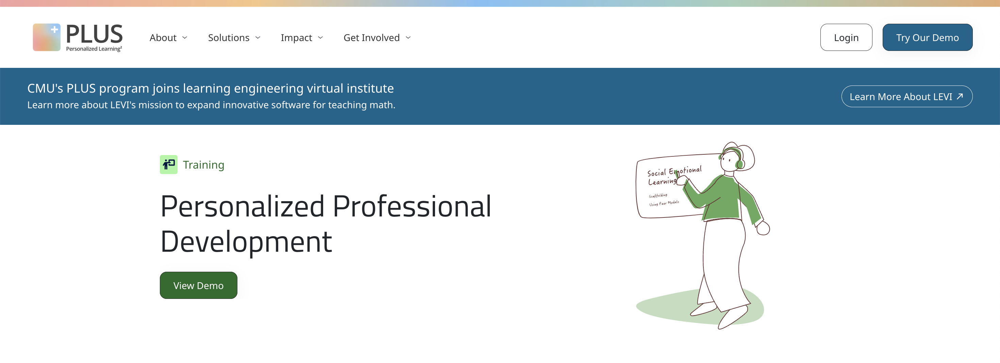 PLUS
Personalized Learning²
About
Solutions
Impact
Get Involved
Login
Try Our Demo
CMU's PLUS program joins learning engineering virtual institute
Learn more about LEVI's mission to expand innovative software for teaching math.
Learn More About LEVI
Training
Personalized Professional
Development
View Demo
Social Emotional
Learning
Scaffolding
Using Pear Models